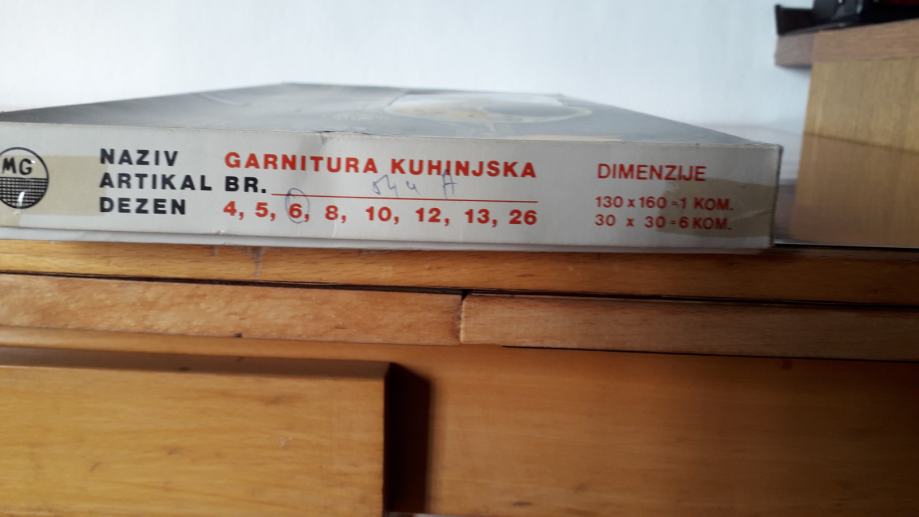 MG
NAZIV GARNITURA KUHINJSKA
ARTIKAL BR.
DEZEN 4, 5, 6, 8, 10, 12, 13, 26
DIMENZIJE
130 x 160 = 1 KOM.
30 x 30 = 6 KOM.